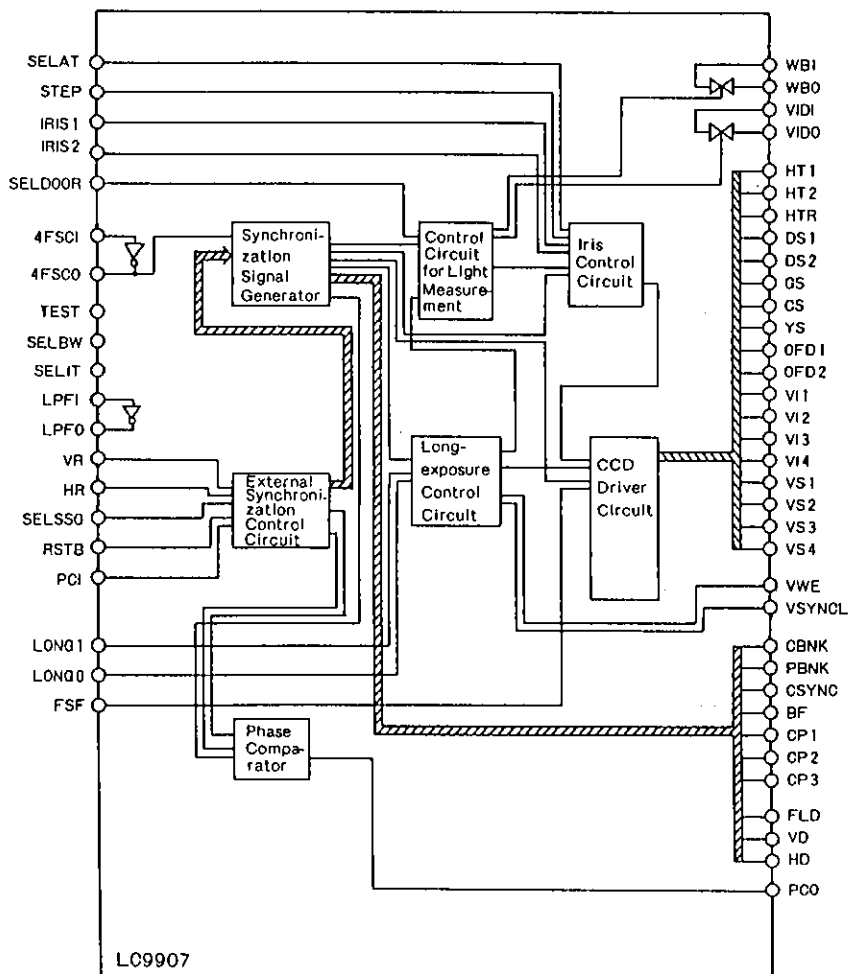 SELAT
STEP
IRIS1
IRIS2
SELDOOR
4FSCI
4FSCO
TEST
SELBW
SELIT
LPFI
LPFO
VR
HR
SELSSG
RSTB
PCI
LONG1
LONG0
FSF
Synchroni-
zation
Signal
Generator
Control
Circuit
for Light
Measure-
ment
Iris
Control
Circuit
External
Synchroni-
zation
Control
Circuit
Long-
exposure
Control
Circuit
CCD
Driver
Circuit
Phase
Compa-
rator
WBI
WBO
VIDI
VIDO
HT1
HT2
HTR
DS1
DS2
GS
CS
YS
OFD1
OFD2
VI1
VI2
VI3
VI4
VS1
VS2
VS3
VS4
VWE
VSYNCL
CBNK
PBNK
CSYNC
BF
CP1
CP2
CP3
FLD
VD
HD
PCO
LC9907